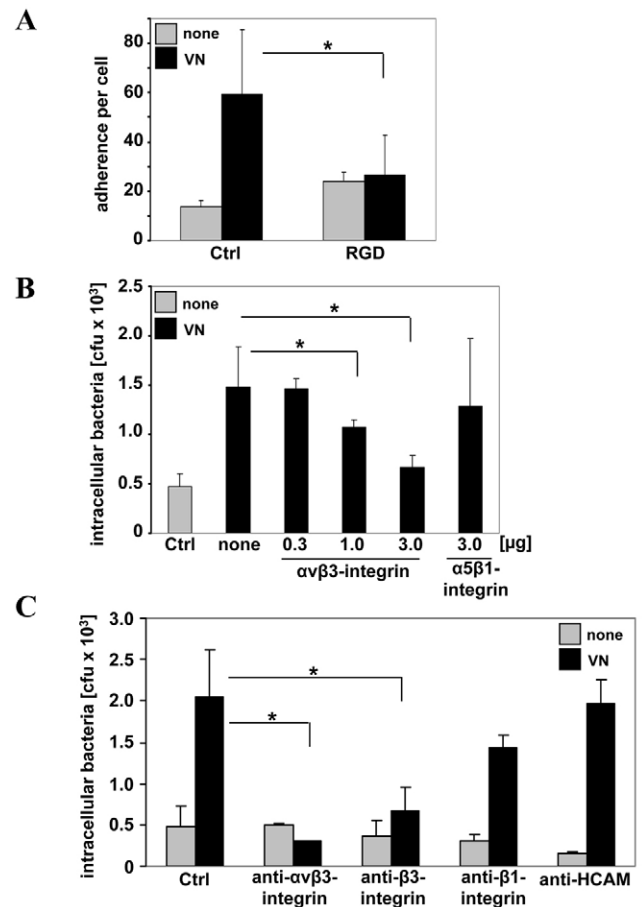 A
none
VN
*
adherence per cell
80
60
40
20
0
Ctrl RGD
B
none
VN
*
*
intracellular bacteria [cfu x 10³]
2.5
2.0
1.5
1.0
0.5
0
Ctrl none 0.3 1.0 3.0 3.0 [µg]
αvβ3-integrin α5β1-
integrin
C
none
VN
*
*
intracellular bacteria [cfu x 10³]
3.0
2.5
2.0
1.5
1.0
0.5
0
Ctrl anti-αvβ3- anti-β3- anti-β1- anti-HCAM
integrin integrin integrin